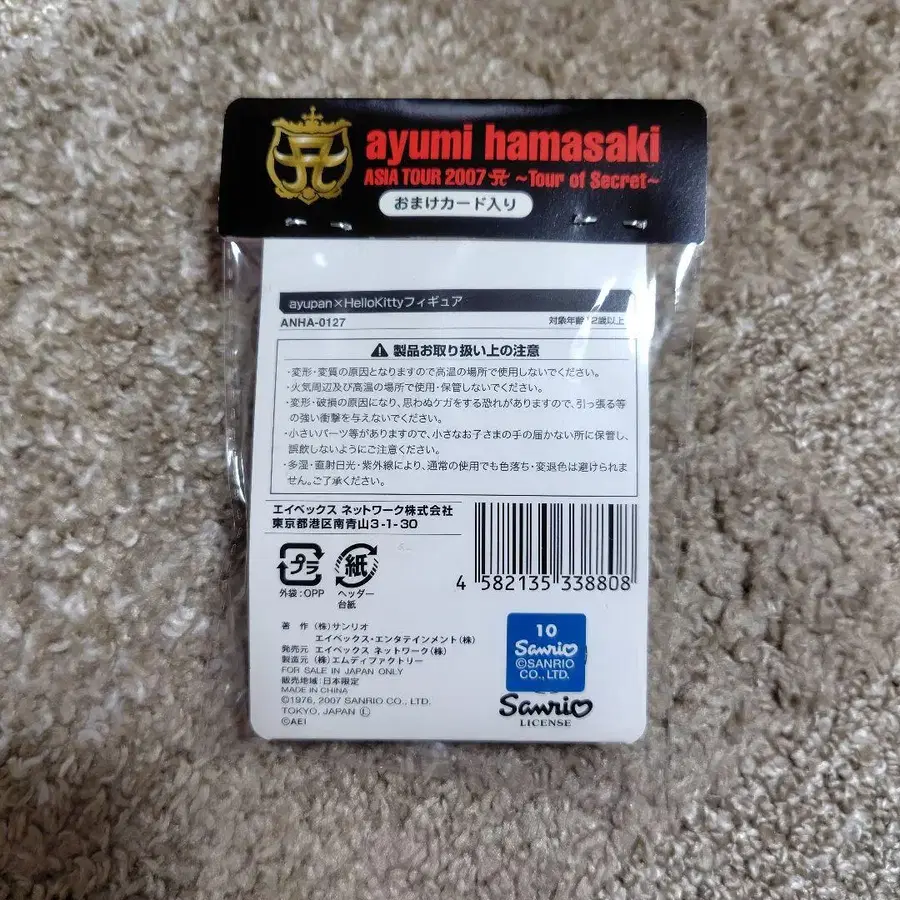 ayumi hamasaki
ASIA TOUR 2007 A ~Tour of Secret~
おまけカード入り
ayupan×HelloKittyフィギュア
ANHA-0127 対象年齢12歳以上
製品お取り扱い上の注意
・変形・変質の原因となりますので高温の場所で使用しないでください。
・火気周辺及び高温の場所で使用・保管しないでください。
・変形・破損の原因になり、思わぬケガをする恐れがありますので、引っ張る等
の強い衝撃を与えないでください。
・小さいパーツ等がありますので、小さなお子さまの手の届かない所に保管し、
誤飲しないようにご注意ください。
・多湿・直射日光・紫外線により、通常の使用でも色落ち・変退色は避けられま
せん。ご了承ください。
エイベックス ネットワーク株式会社
東京都港区南青山3-1-30
プラ
外袋:OPP
紙
ヘッダー
台紙
4 582135 338808
著 作 (株)サンリオ
エイベックス・エンタテインメント(株)
発売元 エイベックス ネットワーク(株)
製造元 (株)エムディファクトリー
FOR SALE IN JAPAN ONLY
販売地域:日本限定
MADE IN CHINA
©1976, 2007 SANRIO CO., LTD.
TOKYO, JAPAN Ⓛ
©AEI
10
Sanrio
©SANRIO
CO., LTD.
Sanrio
LICENSE